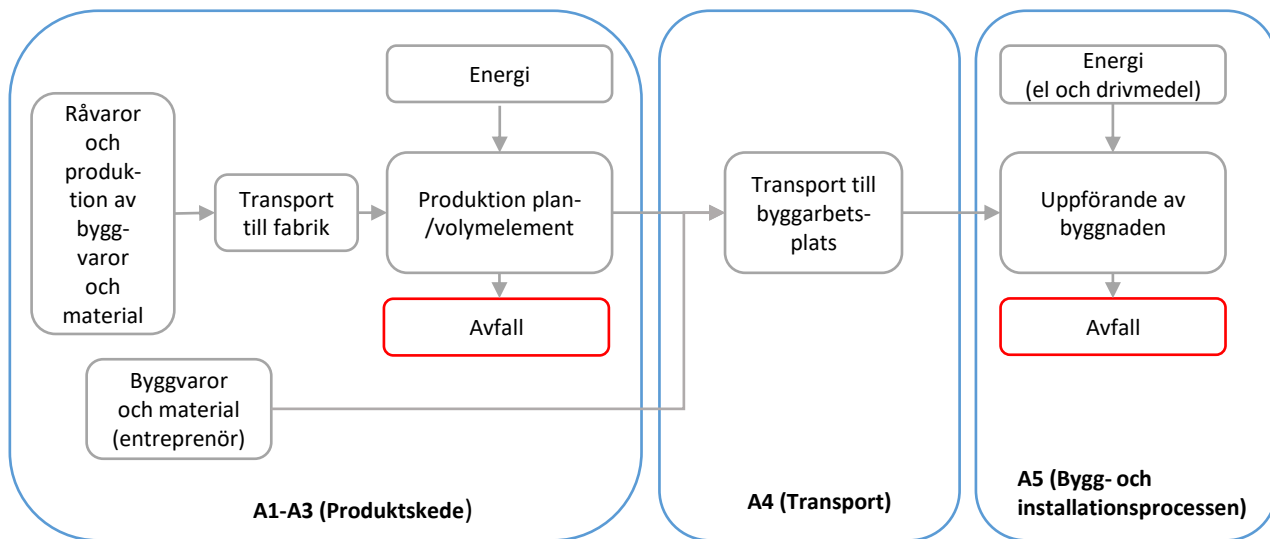 Energi
Råvaror
och
produk-
tion av
bygg-
varor
och
material
Transport
till fabrik
Produktion plan-
/volymelement
Avfall
Byggvaror
och material
(entreprenör)
A1-A3 (Produktskede)
Transport till
byggarbets-
plats
A4 (Transport)
Energi
(el och drivmedel)
Uppförande av
byggnaden
Avfall
A5 (Bygg- och
installationsprocessen)